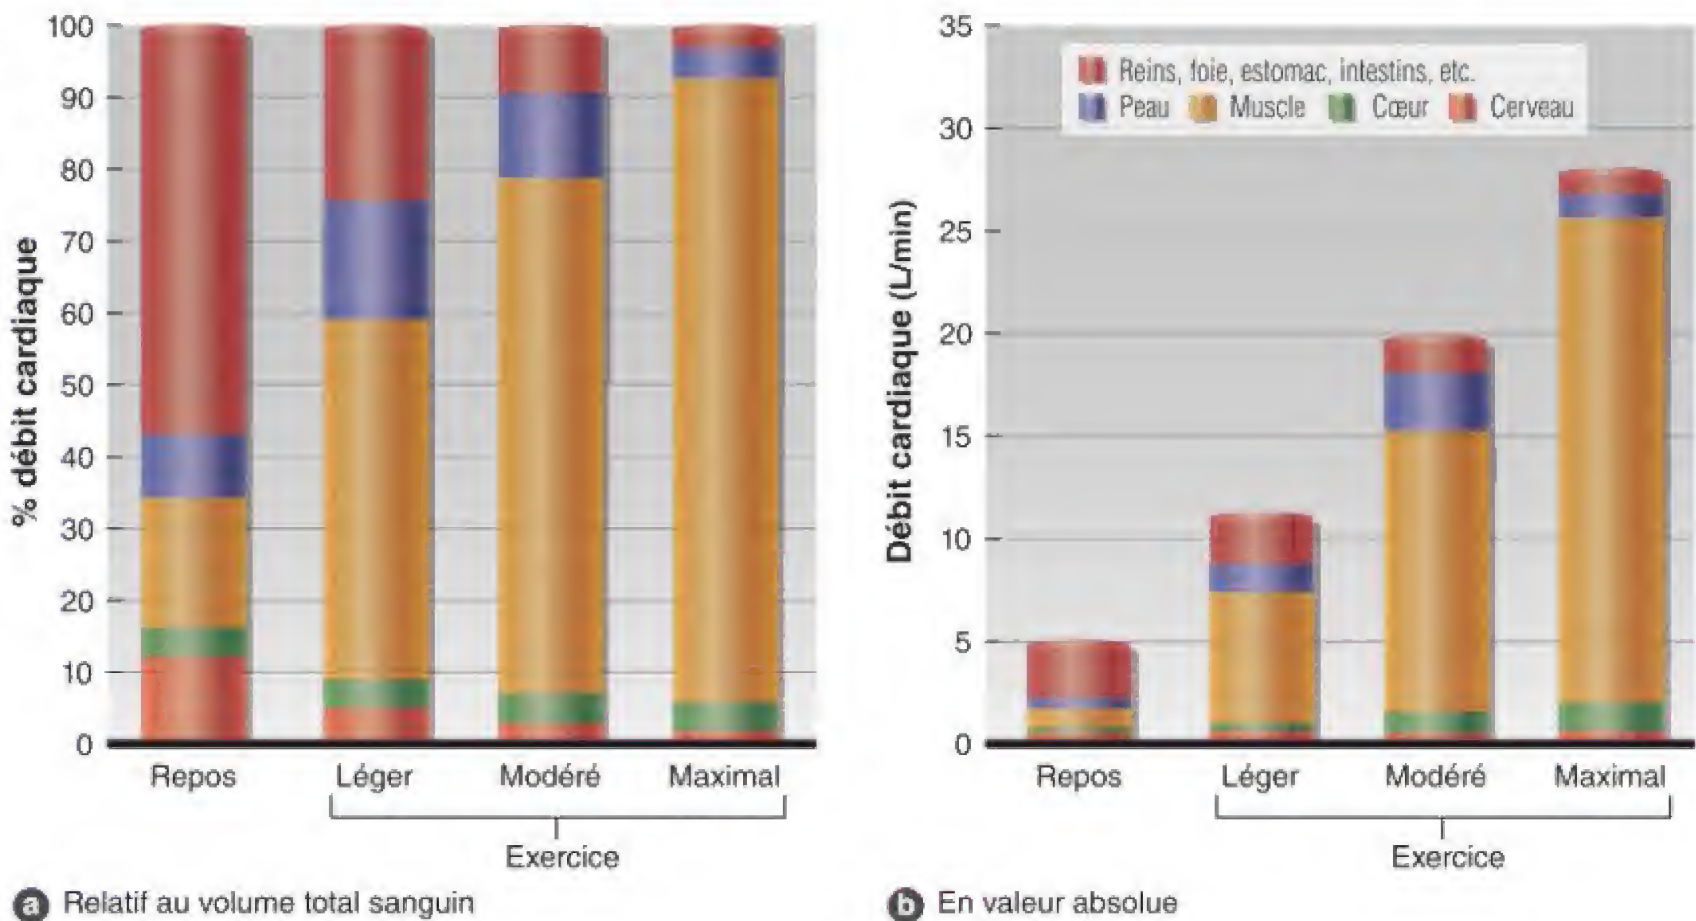 % débit cardiaque
100
90
80
70
60
50
40
30
20
10
0
Repos
Léger
Modéré
Maximal
Exercice
a Relatif au volume total sanguin
Débit cardiaque (L/min)
35
30
25
20
15
10
5
0
Reins, foie, estomac, intestins, etc.
Peau Muscle Cœur Cerveau
Repos
Léger
Modéré
Maximal
Exercice
b En valeur absolue